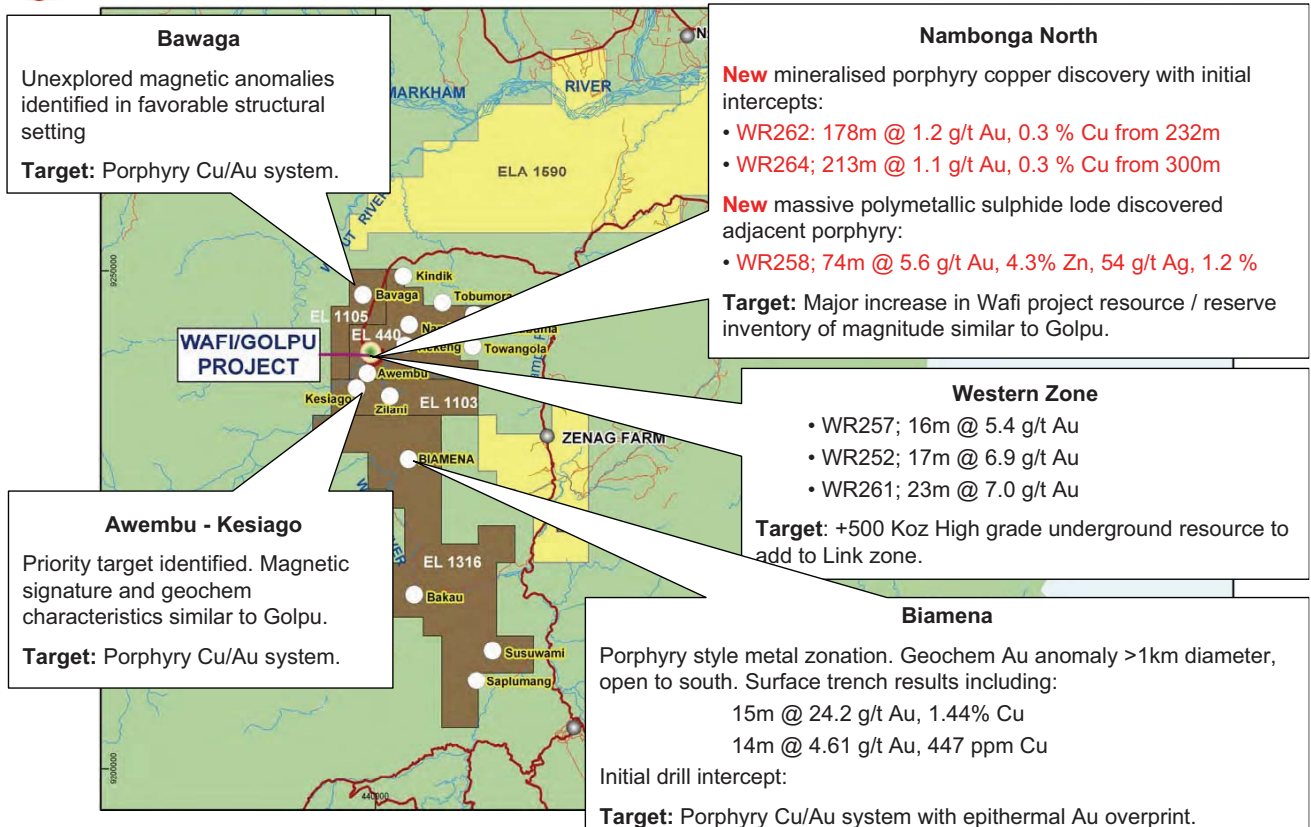 Bawaga
Unexplored magnetic anomalies
identified in favorable structural
setting
Target: Porphyry Cu/Au system.
Nambonga North
New mineralised porphyry copper discovery with initial
intercepts:
• WR262: 178m @ 1.2 g/t Au, 0.3 % Cu from 232m
• WR264; 213m @ 1.1 g/t Au, 0.3 % Cu from 300m
New massive polymetallic sulphide lode discovered
adjacent porphyry:
• WR258; 74m @ 5.6 g/t Au, 4.3% Zn, 54 g/t Ag, 1.2 %
Target: Major increase in Wafi project resource / reserve
inventory of magnitude similar to Golpu.
MARKHAM
RIVER
ELA 1590
RIVER
9250000
Kindik
Bavaga
Tobumora
EL 1105
EL 440
WAFI/GOLPU
PROJECT
Towangola
Awembu
Kesiago
Zilani
EL 1103
ZENAG FARM
BIAMENA
Western Zone
• WR257; 16m @ 5.4 g/t Au
• WR252; 17m @ 6.9 g/t Au
• WR261; 23m @ 7.0 g/t Au
Target: +500 Koz High grade underground resource to
add to Link zone.
Awembu - Kesiago
Priority target identified. Magnetic
signature and geochem
characteristics similar to Golpu.
Target: Porphyry Cu/Au system.
EL 1316
Bakau
Susuwami
Saplumang
9200000
440000
Biamena
Porphyry style metal zonation. Geochem Au anomaly >1km diameter,
open to south. Surface trench results including:
15m @ 24.2 g/t Au, 1.44% Cu
14m @ 4.61 g/t Au, 447 ppm Cu
Initial drill intercept:
Target: Porphyry Cu/Au system with epithermal Au overprint.